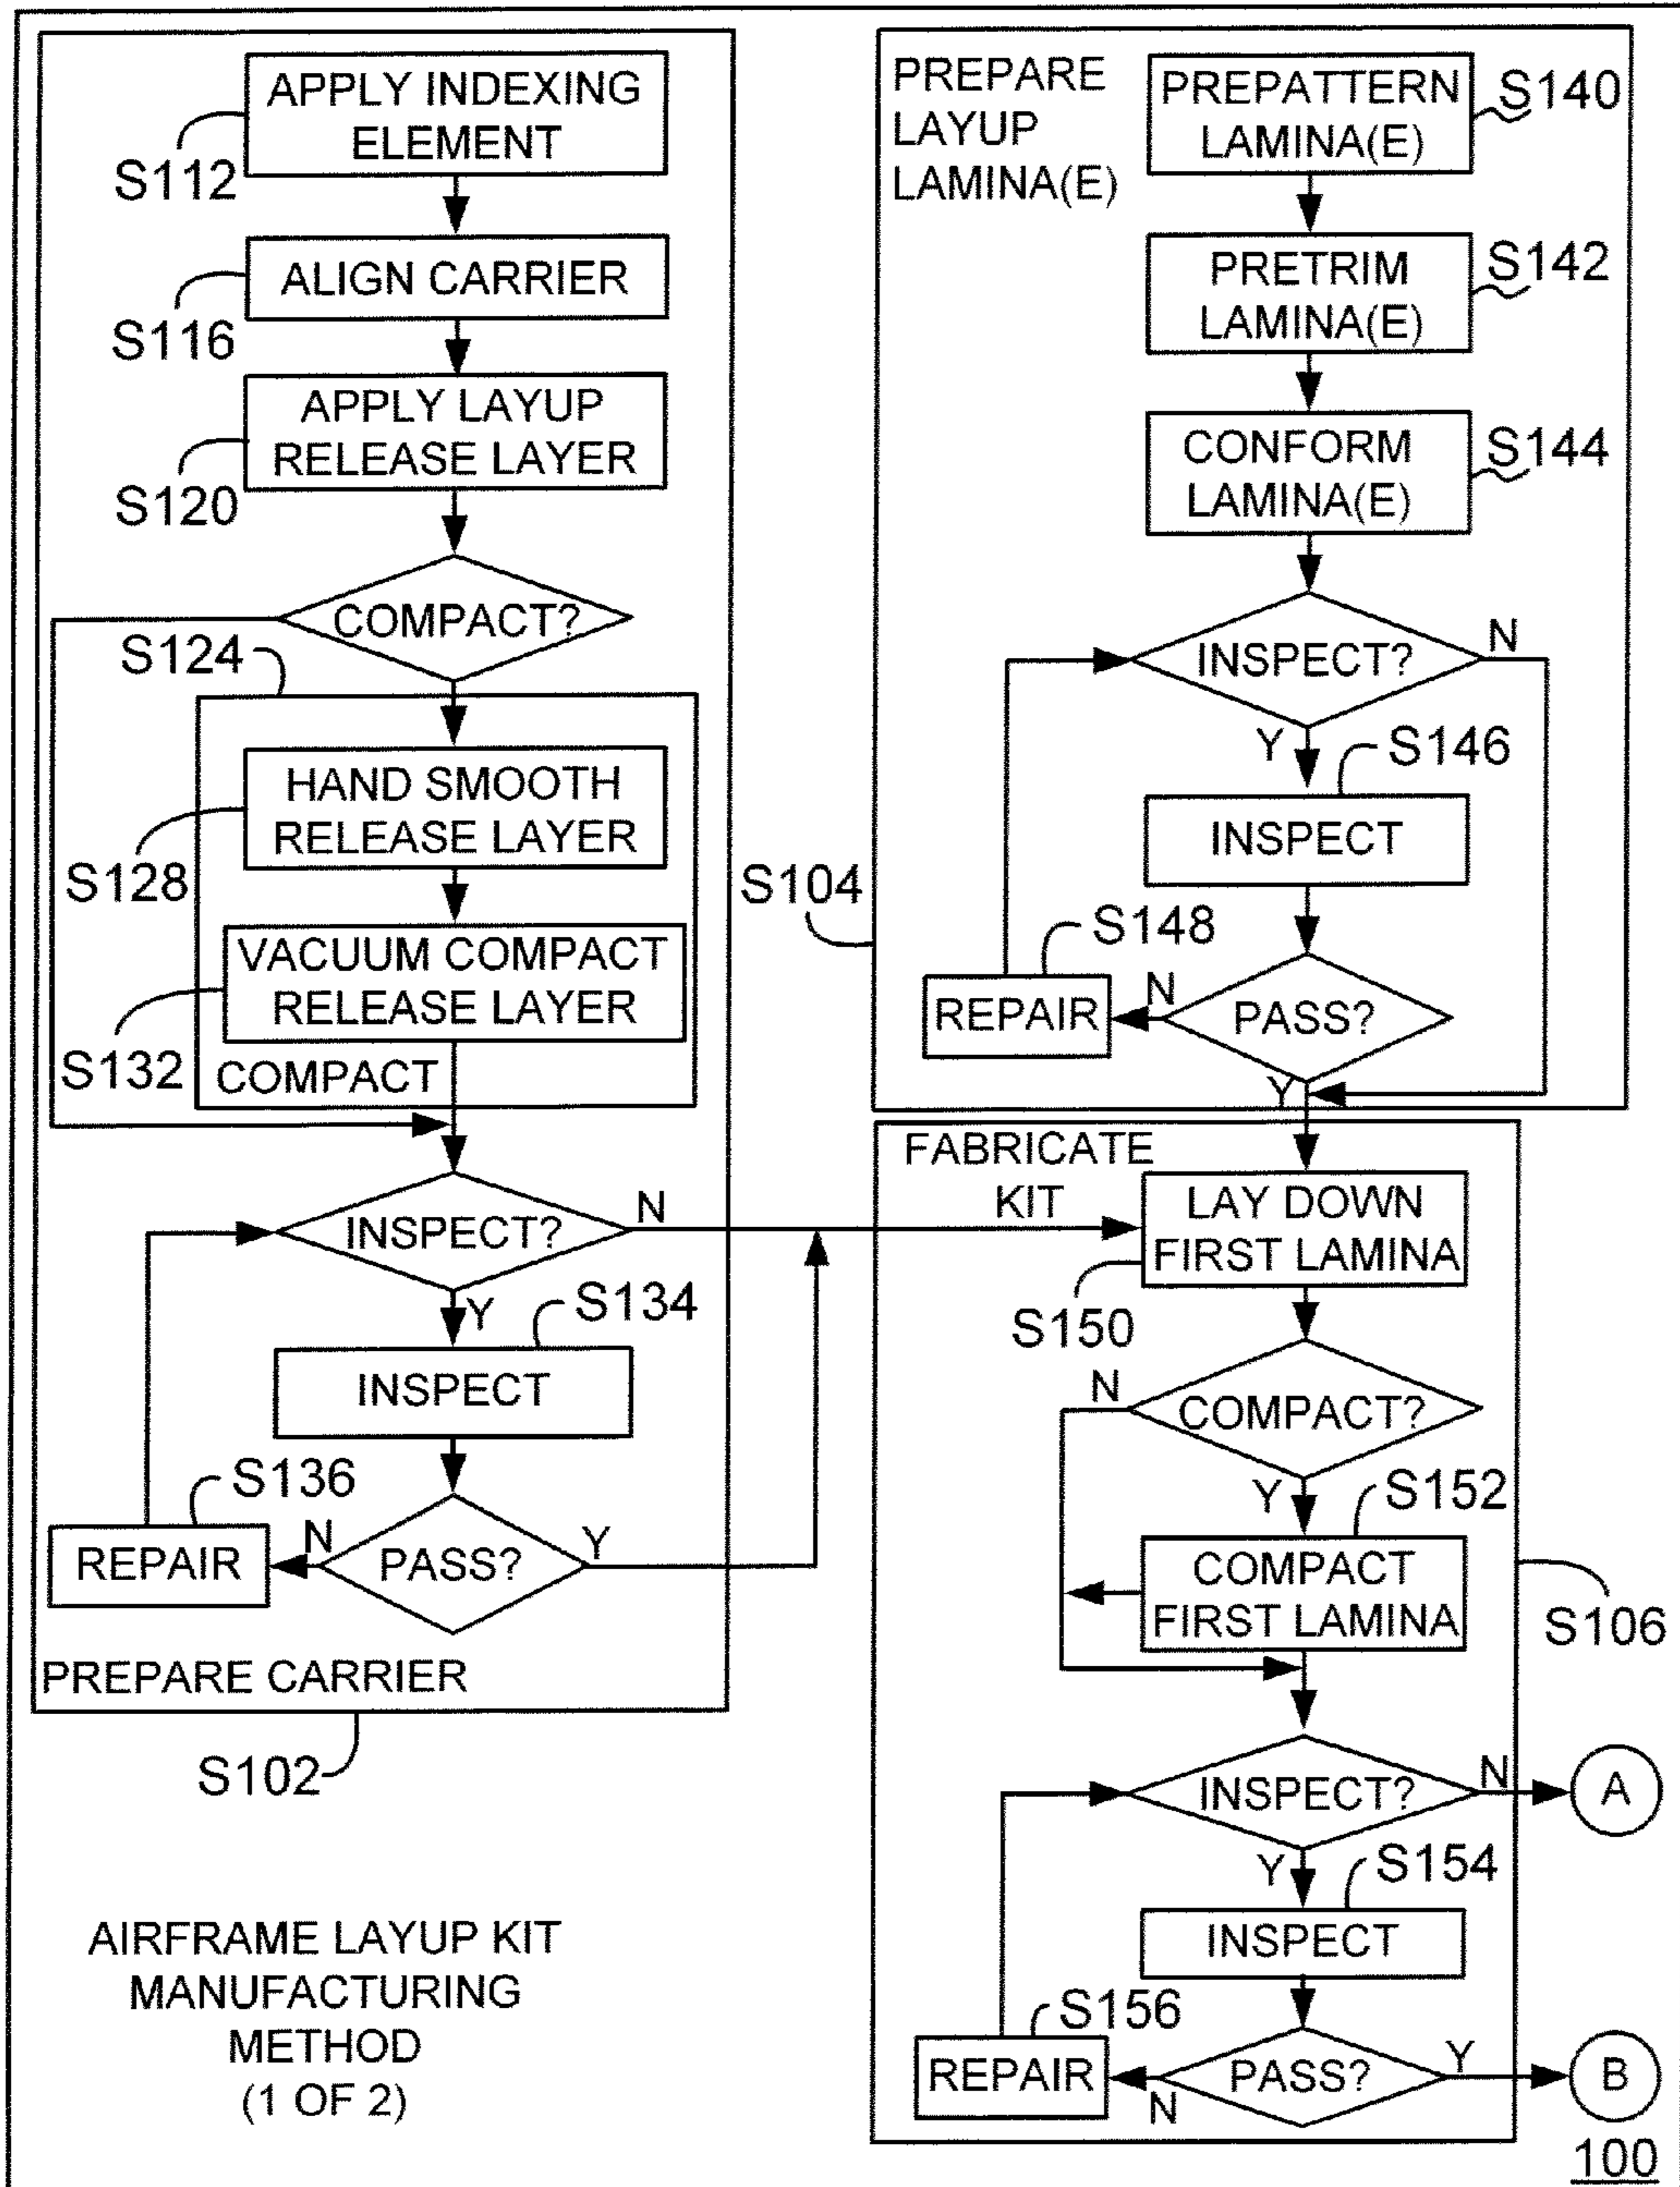 APPLY INDEXING
ELEMENT
S112
ALIGN CARRIER
S116
APPLY LAYUP
RELEASE LAYER
S120
COMPACT?
S124
HAND SMOOTH
RELEASE LAYER
S128
VACUUM COMPACT
RELEASE LAYER
S132
COMPACT
INSPECT?
N
Y
S134
INSPECT
S136
REPAIR
N
PASS?
Y
PREPARE CARRIER
S102
AIRFRAME LAYUP KIT
MANUFACTURING
METHOD
(1 OF 2)
PREPARE
LAYUP
LAMINA(E)
PREPATTERN
LAMINA(E)
S140
PRETRIM
LAMINA(E)
S142
CONFORM
LAMINA(E)
S144
INSPECT?
N
Y
S146
INSPECT
S104
S148
REPAIR
N
PASS?
Y
FABRICATE
KIT
LAY DOWN
FIRST LAMINA
S150
N
COMPACT?
Y
S152
COMPACT
FIRST LAMINA
S106
INSPECT?
N
A
Y
S154
INSPECT
S156
REPAIR
N
PASS?
Y
B
100